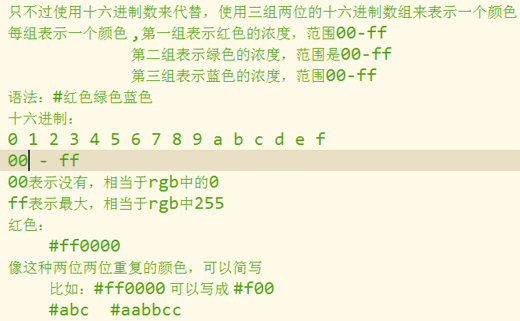 只不过使用十六进制数来代替，使用三组两位的十六进制数组来表示一个颜色
每组表示一个颜色,第一组表示红色的浓度，范围00-ff
第二组表示绿色的浓度，范围是00-ff
第三组表示蓝色的浓度，范围00-ff
语法：#红色绿色蓝色
十六进制：
0 1 2 3 4 5 6 7 8 9 a b c d e f
00 - ff
00表示没有，相当于rgb中的0
ff表示最大，相当于rgb中255
红色：
#ff0000
像这种两位两位重复的颜色，可以简写
比如：#ff0000 可以写成 #f00
#abc #aabbcc